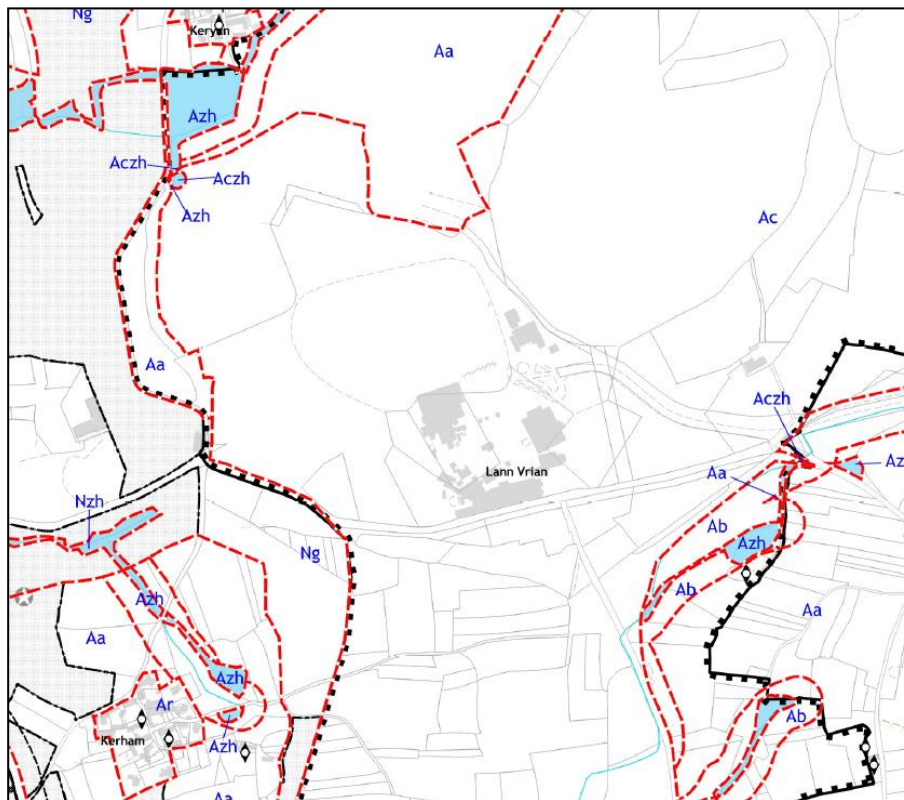 Ng
Keryan
Aa
Azh
Aczh
Aczh
Azh
Ac
Aa
Aczh
Lann Vrian
Az
Aa
Nzh
Ab
Ng
Azh
Azh
Ab
Aa
Aa
Azh
Ar
Ab
Kerham
Azh
Aa